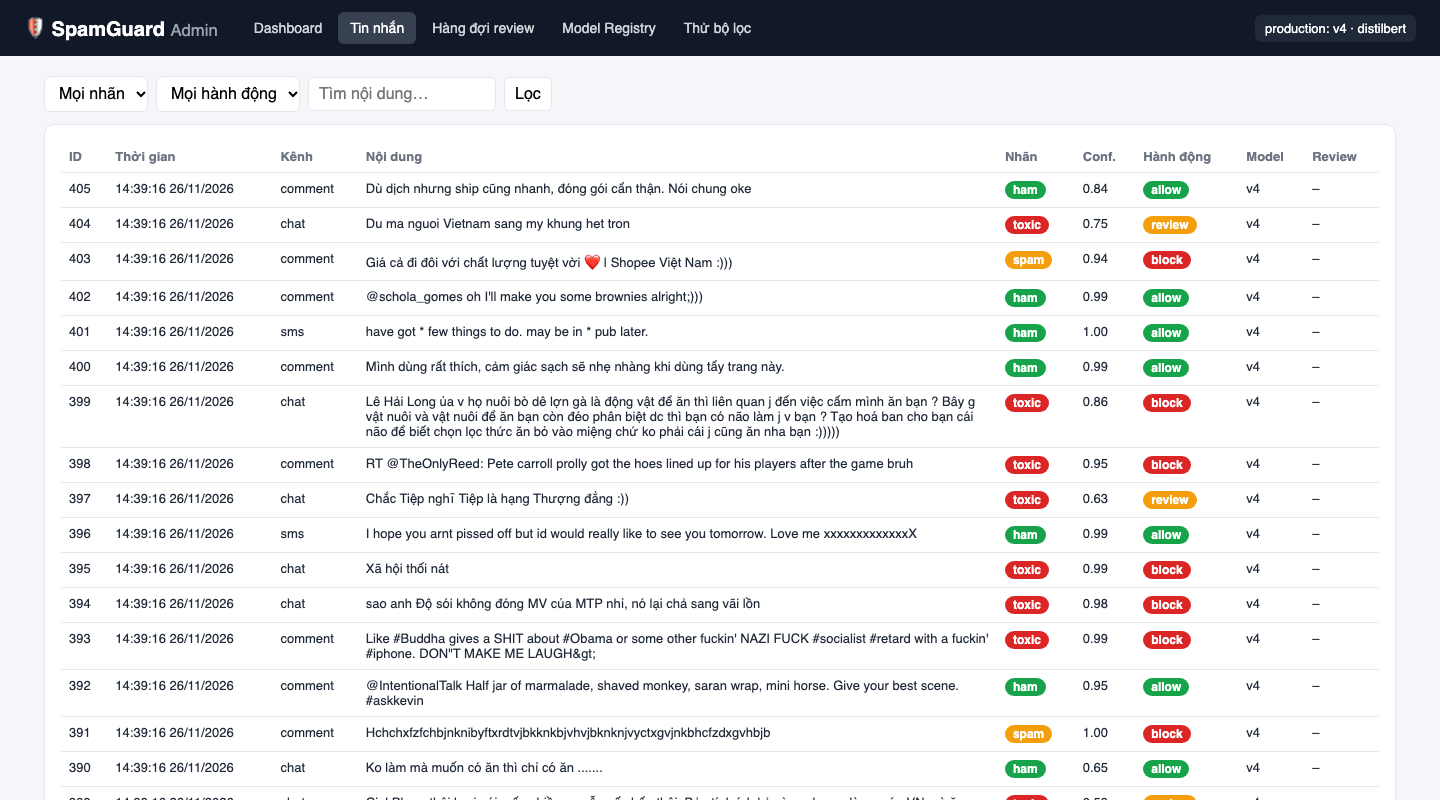 SpamGuard Admin
Dashboard
Tin nhắn
Hàng đợi review
Model Registry
Thử bộ lọc
production: v4 · distilbert
Mọi nhãn
Mọi hành động
Tìm nội dung…
Lọc
ID Thời gian Kênh Nội dung Nhãn Conf. Hành động Model Review
405 14:39:16 26/11/2026 comment Dù dịch nhưng ship cũng nhanh, đóng gói cẩn thận. Nói chung oke ham 0.84 allow v4 –
404 14:39:16 26/11/2026 chat Du ma nguoi Vietnam sang my khung het tron toxic 0.75 review v4 –
403 14:39:16 26/11/2026 comment Giá cả đi đôi với chất lượng tuyệt vời ❤️ | Shopee Việt Nam :))) spam 0.94 block v4 –
402 14:39:16 26/11/2026 comment @schola_gomes oh I'll make you some brownies alright;))) ham 0.99 allow v4 –
401 14:39:16 26/11/2026 sms have got * few things to do. may be in * pub later. ham 1.00 allow v4 –
400 14:39:16 26/11/2026 comment Mình dùng rất thích, cảm giác sạch sẽ nhẹ nhàng khi dùng tẩy trang này. ham 0.99 allow v4 –
399 14:39:16 26/11/2026 chat Lê Hải Long ủa v họ nuôi bò dê lợn gà là động vật để ăn thì liên quan j đến việc cấm mình ăn bạn ? Bây g toxic 0.86 block v4 –
vật nuôi và vật nuôi để ăn bạn còn đéo phân biệt dc thì bạn có não làm j v bạn ? Tạo hoá ban cho bạn cái
não để biết chọn lọc thức ăn bỏ vào miệng chứ ko phải cái j cũng ăn nha bạn :)))))
398 14:39:16 26/11/2026 comment RT @TheOnlyReed: Pete carroll prolly got the hoes lined up for his players after the game bruh toxic 0.95 block v4 –
397 14:39:16 26/11/2026 chat Chắc Tiệp nghĩ Tiệp là hạng Thượng đẳng :)) toxic 0.63 review v4 –
396 14:39:16 26/11/2026 sms I hope you arnt pissed off but id would really like to see you tomorrow. Love me xxxxxxxxxxxxxX ham 0.99 allow v4 –
395 14:39:16 26/11/2026 chat Xã hội thối nát toxic 0.99 block v4 –
394 14:39:16 26/11/2026 chat sao anh Độ sói không đóng MV của MTP nhỉ, nó lại chả sang vãi lồn toxic 0.98 block v4 –
393 14:39:16 26/11/2026 comment Like #Buddha gives a SHIT about #Obama or some other fuckin' NAZI FUCK #socialist #retard with a fuckin' toxic 0.99 block v4 –
#iphone. DON"T MAKE ME LAUGH&gt;
392 14:39:16 26/11/2026 comment @IntentionalTalk Half jar of marmalade, shaved monkey, saran wrap, mini horse. Give your best scene. ham 0.95 allow v4 –
#askkevin
391 14:39:16 26/11/2026 comment Hchchxfzfchbjnknibyftxrdtvjbkknkbjvhvjbknknjvyctxgvjnkbhcfzdxgvhbjb spam 1.00 block v4 –
390 14:39:16 26/11/2026 chat Ko làm mà muốn có ăn thì chỉ có ăn ....... ham 0.65 allow v4 –